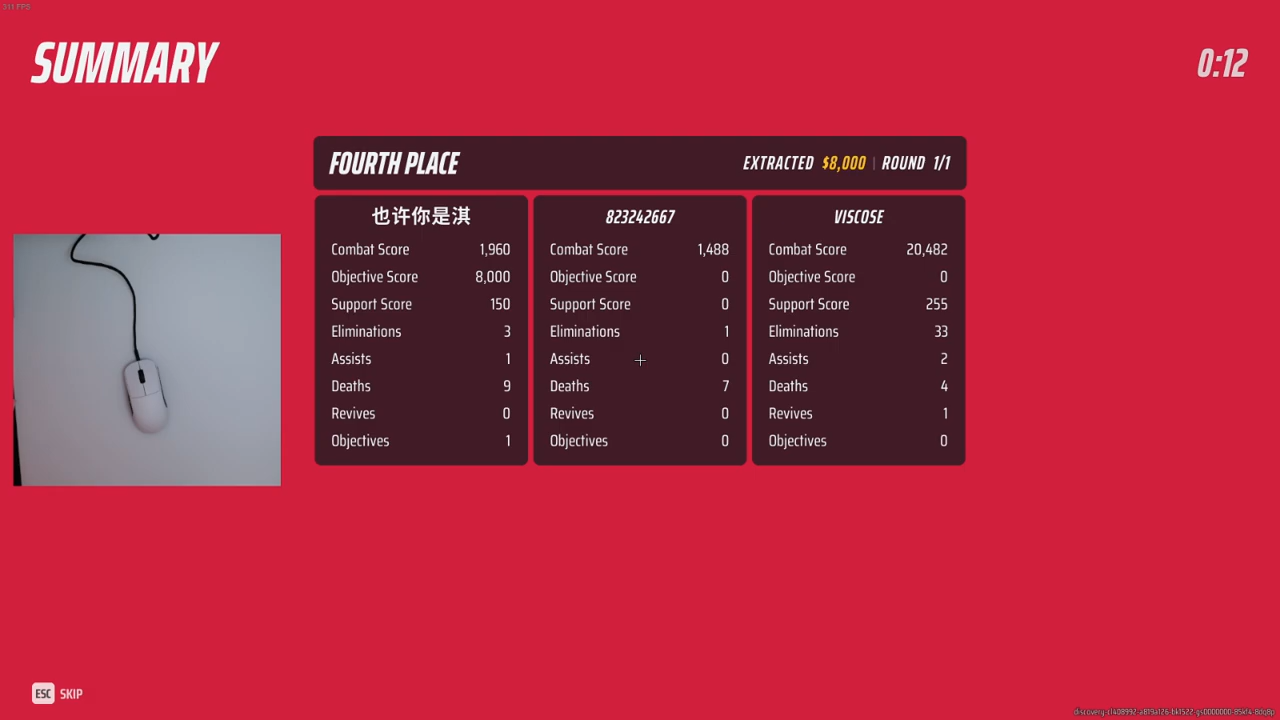 311 FPS
SUMMARY
0:12
FOURTH PLACE
EXTRACTED $8,000 | ROUND 1/1
也许你是淇
Combat Score 1,960
Objective Score 8,000
Support Score 150
Eliminations 3
Assists 1
Deaths 9
Revives 0
Objectives 1
823242667
Combat Score 1,488
Objective Score 0
Support Score 0
Eliminations 1
Assists 0
Deaths 7
Revives 0
Objectives 0
VISCOSE
Combat Score 20,482
Objective Score 0
Support Score 255
Eliminations 33
Assists 2
Deaths 4
Revives 1
Objectives 0
ESC SKIP